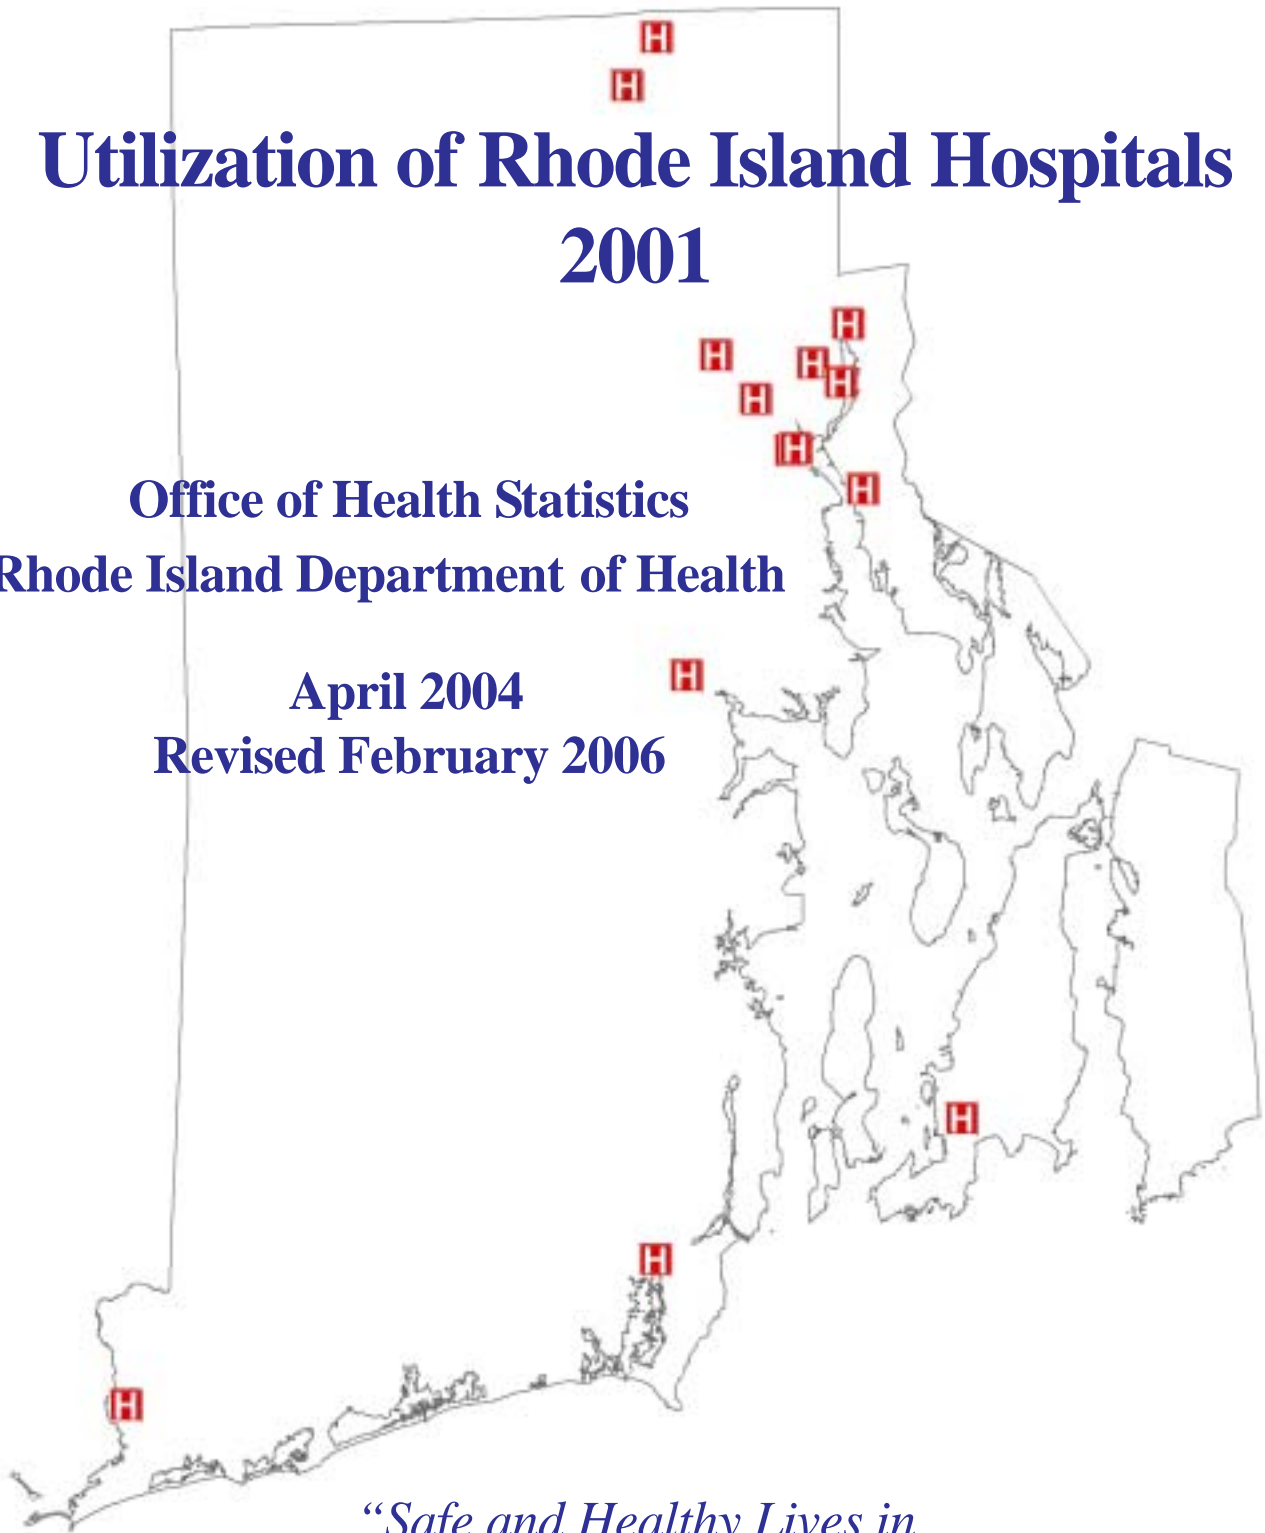 H
H
Utilization of Rhode Island Hospitals
2001
H
H
H
H
H
H
H
Office of Health Statistics
Rhode Island Department of Health
H
April 2004
Revised February 2006
H
H
H
“Safe and Healthy Lives in